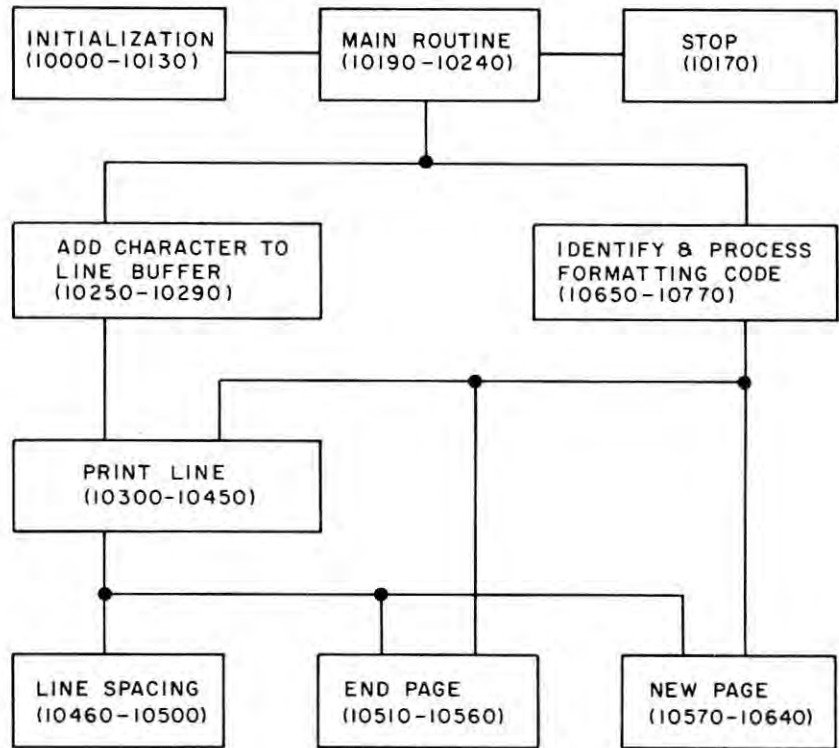 INITIALIZATION
(10000-10130)
MAIN ROUTINE
(10190-10240)
STOP
(10170)
ADD CHARACTER TO
LINE BUFFER
(10250-10290)
IDENTIFY & PROCESS
FORMATTING CODE
(10650-10770)
PRINT LINE
(10300-10450)
LINE SPACING
(10460-10500)
END PAGE
(10510-10560)
NEW PAGE
(10570-10640)